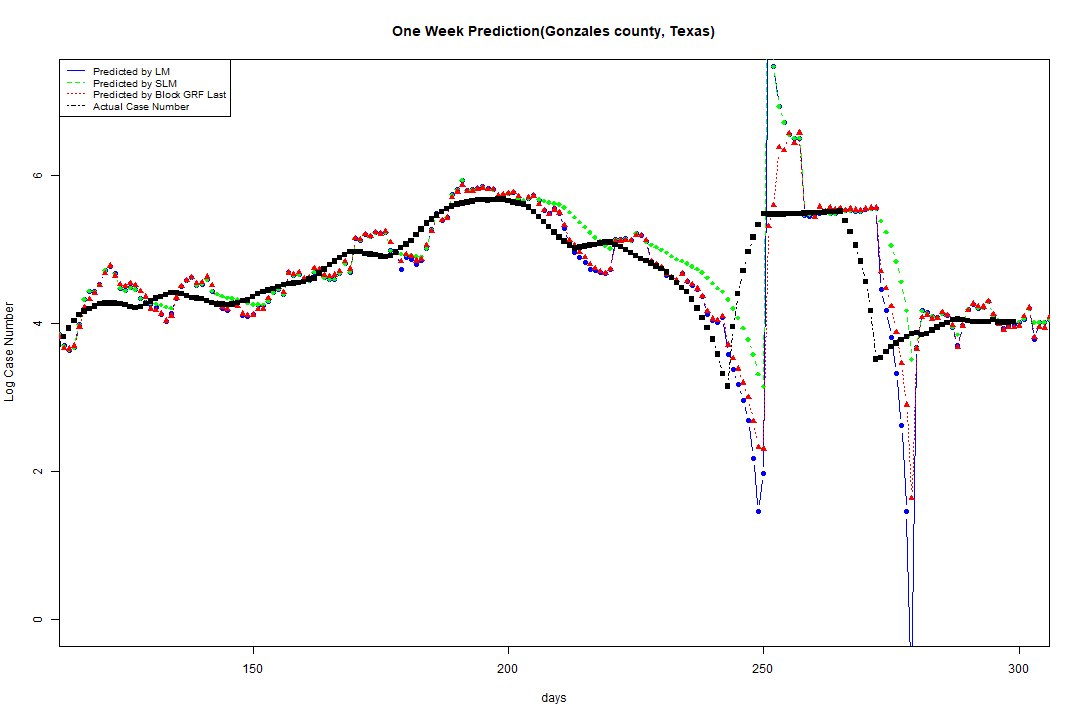 One Week Prediction(Gonzales county, Texas)
Predicted by LM
Predicted by SLM
Predicted by Block GRF Last
Actual Case Number
Log Case Number
6
4
2
0
150 200 250 300
days